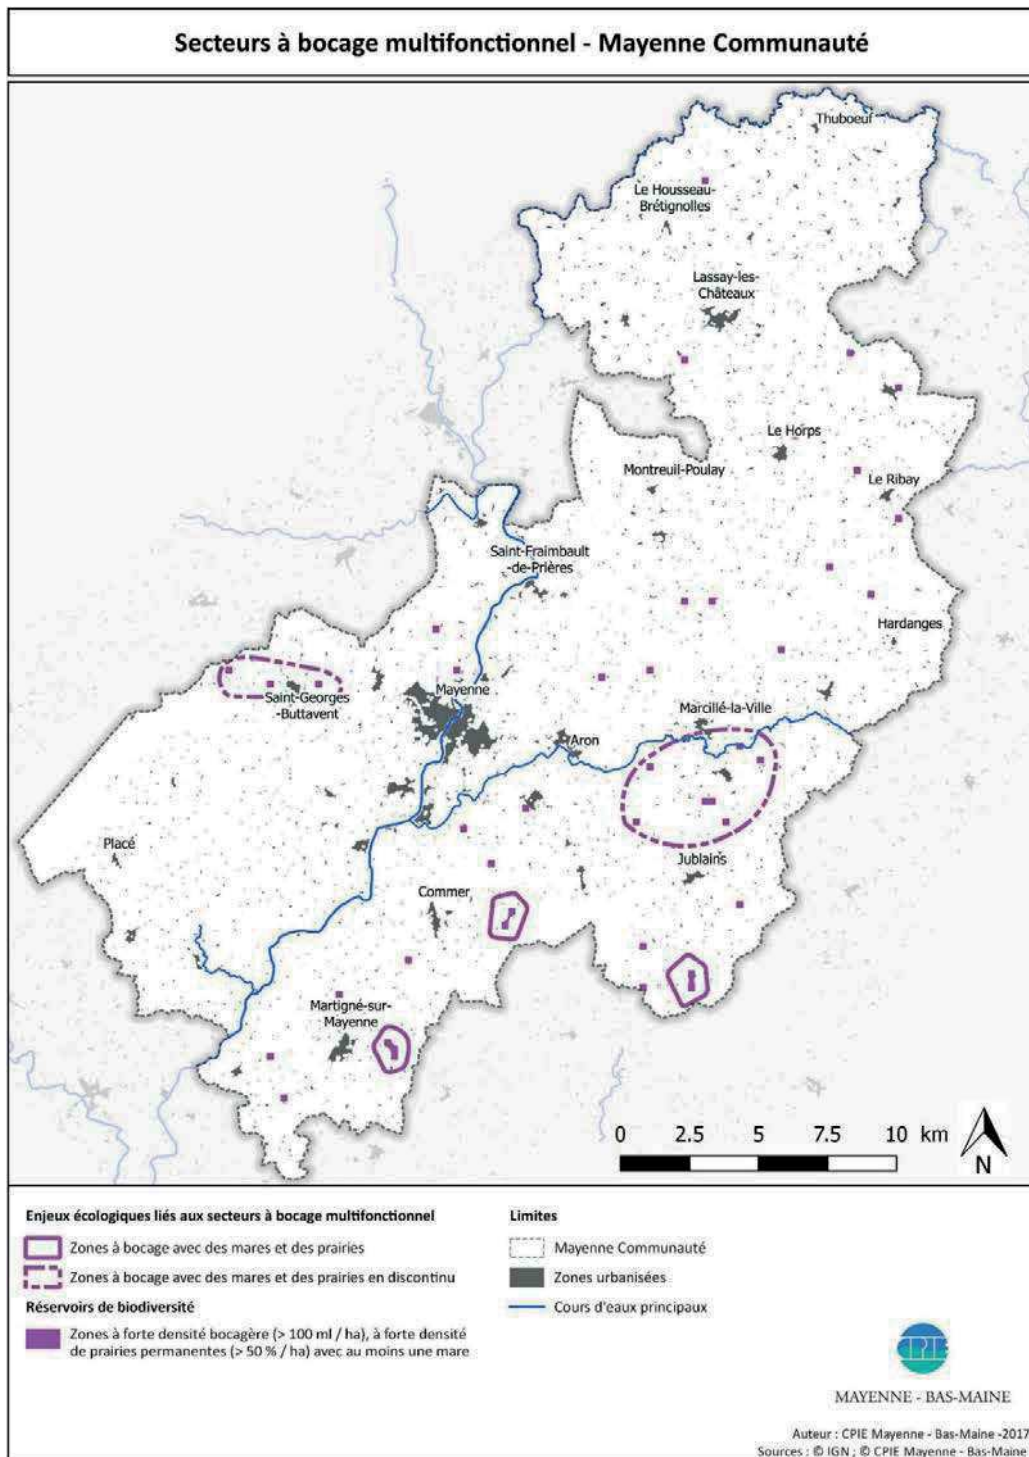 Secteurs à bocage multifonctionnel - Mayenne Communauté
Thuboeuf
Le Housseau-
Brétignolles
Lassay-les-
Châteaux
Le Horps
Montreuil-Poulay
Le Ribay
Saint-Fraimbault
-de-Prières
Hardanges
Mayenne
Saint-Georges
-Buttavent
Marcillé-la-Ville
Aron
Placé
Jublains
Commer
Martigné-sur-
Mayenne
0 2.5 5 7.5 10 km
N
Enjeux écologiques liés aux secteurs à bocage multifonctionnel
Zones à bocage avec des mares et des prairies
Zones à bocage avec des mares et des prairies en discontinu
Réservoirs de biodiversité
Zones à forte densité bocagère (> 100 ml / ha), à forte densité
de prairies permanentes (> 50 % / ha) avec au moins une mare
Limites
Mayenne Communauté
Zones urbanisées
Cours d'eaux principaux
CPIE
MAYENNE - BAS-MAINE
Auteur : CPIE Mayenne - Bas-Maine -2017
Sources : © IGN ; © CPIE Mayenne - Bas-Maine